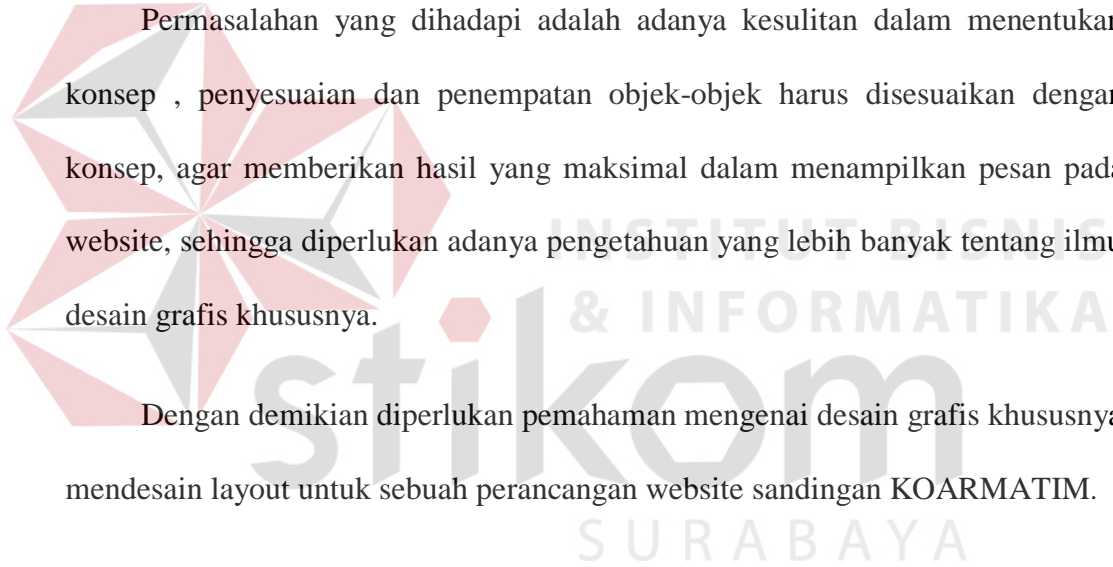 Permasalahan yang dihadapi adalah adanya kesulitan dalam menentukan
konsep , penyesuaian dan penempatan objek-objek harus disesuaikan dengan
konsep, agar memberikan hasil yang maksimal dalam menampilkan pesan pada
website, sehingga diperlukan adanya pengetahuan yang lebih banyak tentang ilmu
INSTITUT BISNIS
desain grafis khususnya.
& INFORMATIKA
stikom
Dengan demikian diperlukan pemahaman mengenai desain grafis khususnya
mendesain layout untuk sebuah perancangan website sandingan KOARMATIM.
SURABAYA